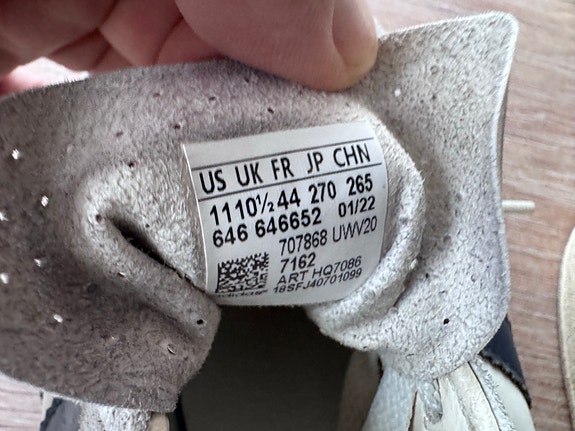 US UK FR JP CHN
11 10½ 44 270 265
646 646652 01/22
707868 UWV20
7162
ART HQ7086
adidas 18SFJ40701099